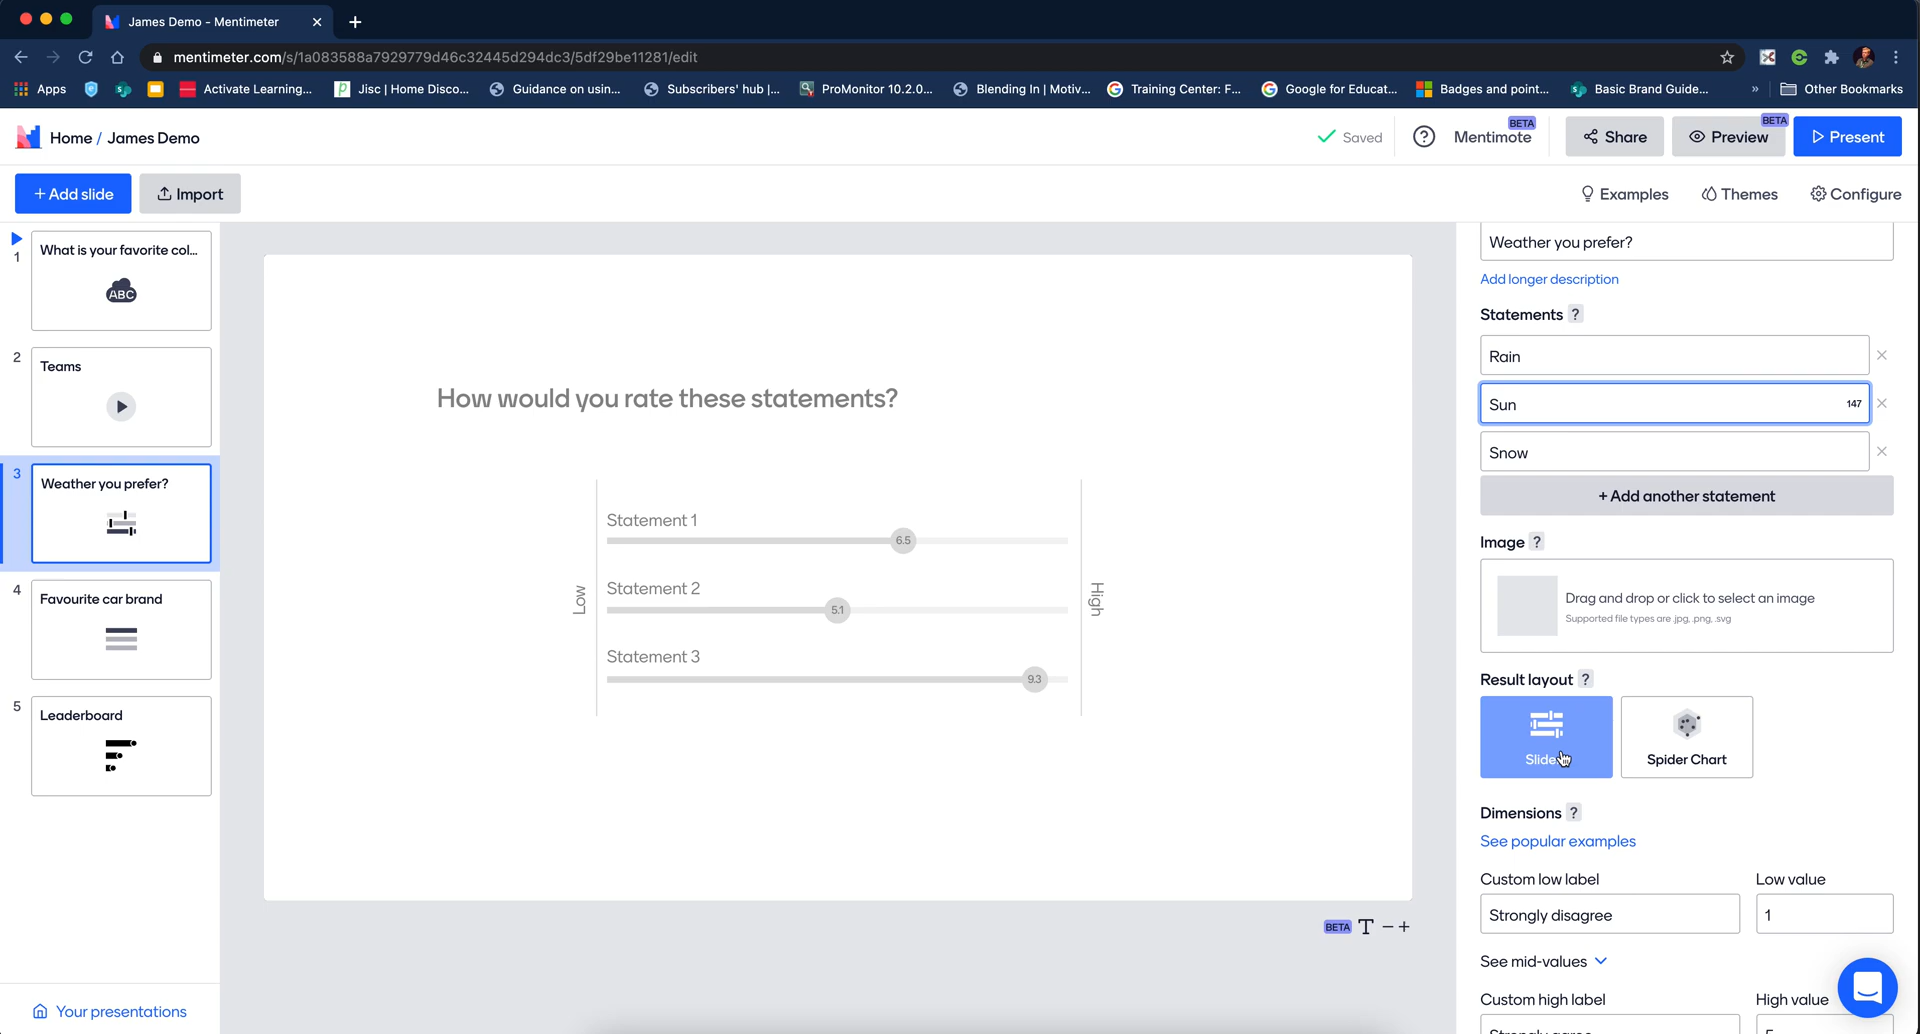 James Demo - Mentimeter
mentimeter.com/s/1a083588a7929779d46c32445d294dc3/5df29be11281/edit
Apps
Activate Learning...
Jisc | Home Disco...
Guidance on usin...
Subscribers' hub |...
ProMonitor 10.2.0...
Blending In | Motiv...
Training Center: F...
Google for Educat...
Badges and point...
Basic Brand Guide...
»
Other Bookmarks
Home / James Demo
Saved
Mentimote
BETA
Share
Preview
BETA
Present
+ Add slide
Import
Examples
Themes
Configure
1
What is your favorite col...
ABC
2
Teams
3
Weather you prefer?
4
Favourite car brand
5
Leaderboard
Your presentations
How would you rate these statements?
Low
High
Statement 1
6.5
Statement 2
5.1
Statement 3
9.3
BETA T − +
Weather you prefer?
Add longer description
Statements ?
Rain
Sun
147
Snow
+ Add another statement
Image ?
Drag and drop or click to select an image
Supported file types are .jpg, .png, .svg
Result layout ?
Spider Chart
Dimensions ?
See popular examples
Custom low label
Low value
Strongly disagree
1
See mid-values
Custom high label
High value